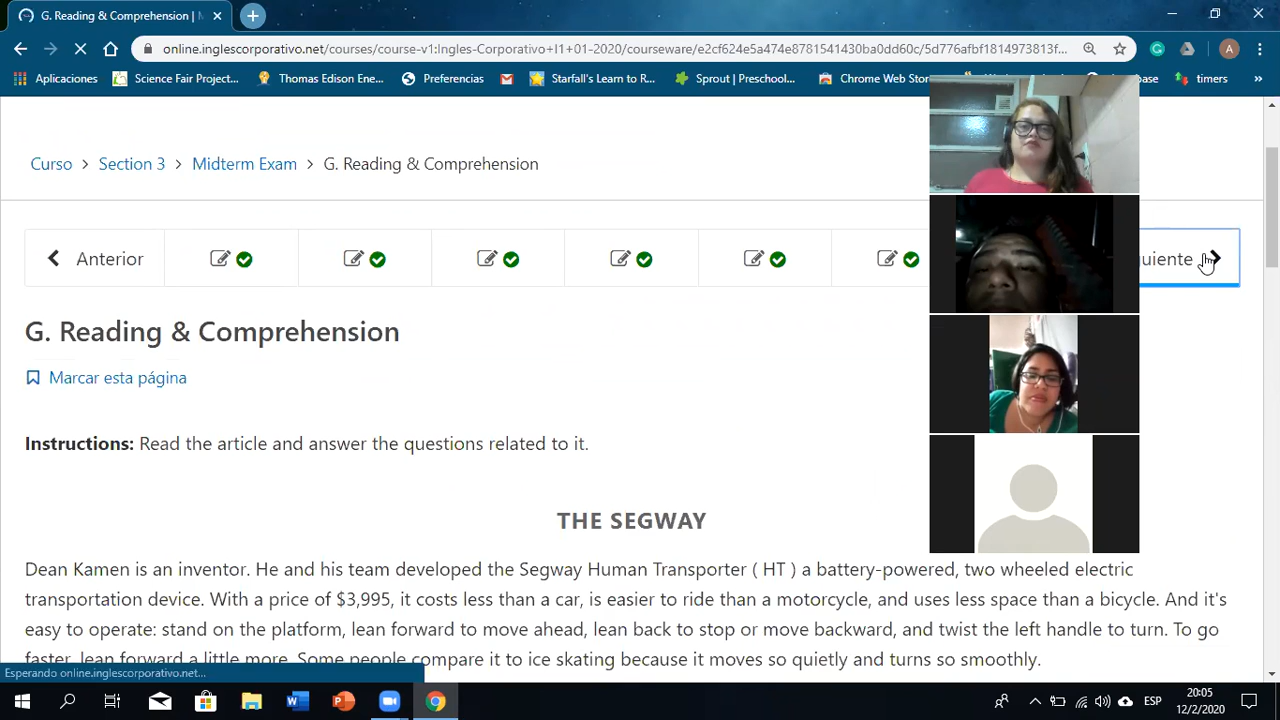 G. Reading & Comprehension |
online.inglescorporativo.net/courses/course-v1:Ingles-Corporativo+I1+01-2020/courseware/e2cf624e5a474e8781541430ba0dd60c/5d776afbf1814973813f...
A
Aplicaciones
Science Fair Project...
Thomas Edison Ene...
Preferencias
Starfall's Learn to R...
Sprout | Preschool...
Chrome Web Sto
timers
»
Curso > Section 3 > Midterm Exam > G. Reading & Comprehension
Anterior
uiente
G. Reading & Comprehension
Marcar esta página
Instructions: Read the article and answer the questions related to it.
THE SEGWAY
Dean Kamen is an inventor. He and his team developed the Segway Human Transporter ( HT ) a battery-powered, two wheeled electric
transportation device. With a price of $3,995, it costs less than a car, is easier to ride than a motorcycle, and uses less space than a bicycle. And it's
easy to operate: stand on the platform, lean forward to move ahead, lean back to stop or move backward, and twist the left handle to turn. To go
faster, lean forward a little more. Some people compare it to ice skating because it moves so quietly and turns so smoothly.
Esperando online.inglescorporativo.net...
ESP
20:05
12/2/2020